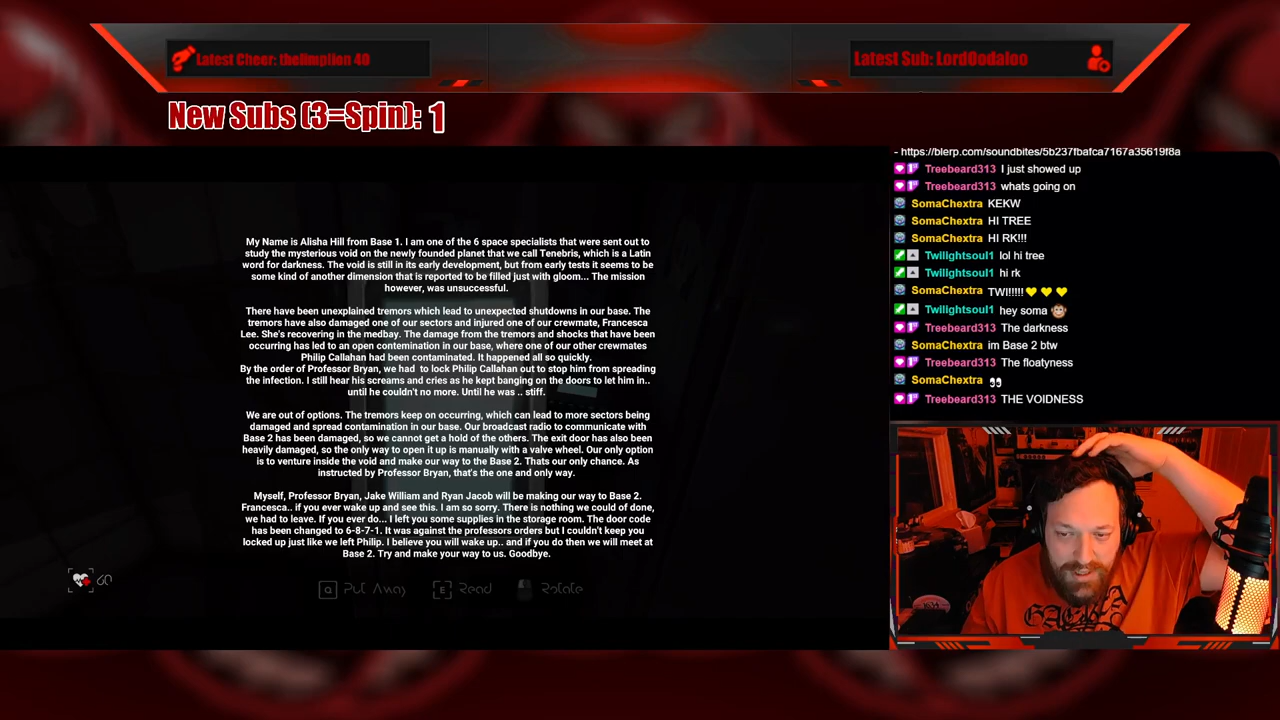 Latest Cheer: thelimplion 40
Latest Sub: LordOodaloo
New Subs (3=Spin): 1
My Name is Alisha Hill from Base 1. I am one of the 6 space specialists that were sent out to
study the mysterious void on the newly founded planet that we call Tenebris, which is a Latin
word for darkness. The void is still in its early development, but from early tests it seems to be
some kind of another dimension that is reported to be filled just with gloom... The mission
however, was unsuccessful.
There have been unexplained tremors which lead to unexpected shutdowns in our base. The
tremors have also damaged one of our sectors and injured one of our crewmate, Francesca
Lee. She's recovering in the medbay. The damage from the tremors and shocks that have been
occurring has led to an open contemination in our base, where one of our other crewmates
Philip Callahan had been contaminated. It happened all so quickly.
By the order of Professor Bryan, we had to lock Philip Callahan out to stop him from spreading
the infection. I still hear his screams and cries as he kept banging on the doors to let him in..
until he couldn't no more. Until he was .. stiff.
We are out of options. The tremors keep on occurring, which can lead to more sectors being
damaged and spread contamination in our base. Our broadcast radio to communicate with
Base 2 has been damaged, so we cannot get a hold of the others. The exit door has also been
heavily damaged, so the only way to open it up is manually with a valve wheel. Our only option
is to venture inside the void and make our way to the Base 2. Thats our only chance. As
instructed by Professor Bryan, that's the one and only way.
Myself, Professor Bryan, Jake William and Ryan Jacob will be making our way to Base 2.
Francesca.. if you ever wake up and see this. I am so sorry. There is nothing we could of done,
we had to leave. If you ever do... I left you some supplies in the storage room. The door code
has been changed to 6-8-7-1. It was against the professors orders but I couldn't keep you
locked up just like we left Philip. I believe you will wake up.. and if you do then we will meet at
Base 2. Try and make your way to us. Goodbye.
60
Q Put Away E Read Rotate
- https://blerp.com/soundbites/5b237fbafca7167a35619f8a
Treebeard313 I just showed up
Treebeard313 whats going on
SomaChextra KEKW
SomaChextra HI TREE
SomaChextra HI RK!!!
Twilightsoul1 lol hi tree
Twilightsoul1 hi rk
SomaChextra TWI!!!!!!
Twilightsoul1 hey soma
Treebeard313 The darkness
SomaChextra im Base 2 btw
Treebeard313 The floatyness
SomaChextra
Treebeard313 THE VOIDNESS